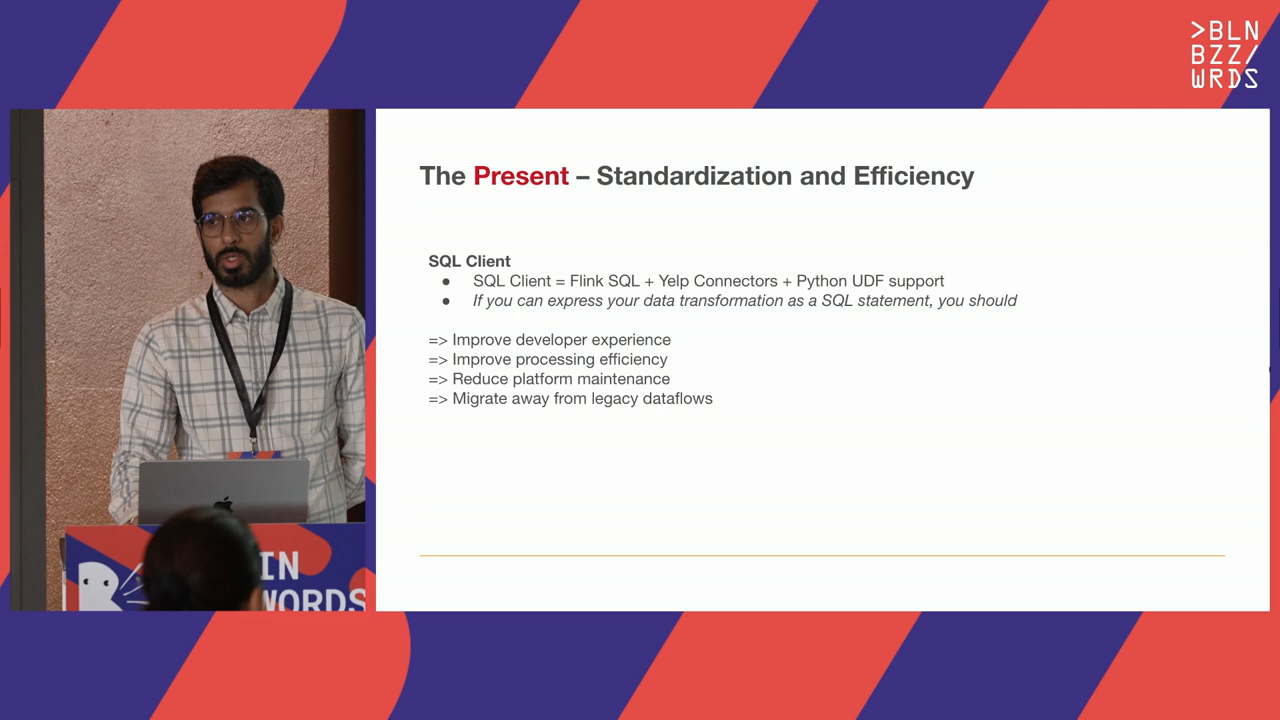 >BLN
BZZ/
WRDS
The Present – Standardization and Efficiency
SQL Client
● SQL Client = Flink SQL + Yelp Connectors + Python UDF support
● If you can express your data transformation as a SQL statement, you should
=> Improve developer experience
=> Improve processing efficiency
=> Reduce platform maintenance
=> Migrate away from legacy dataflows
IN
WORDS